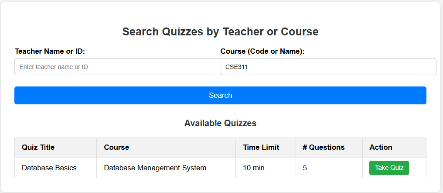 Search Quizzes by Teacher or Course
Teacher Name or ID: Course (Code or Name):
Enter teacher name or ID CSE311
Search
Available Quizzes
Quiz Title Course Time Limit # Questions Action
Database Basics Database Management System 10 min 5 Take Quiz